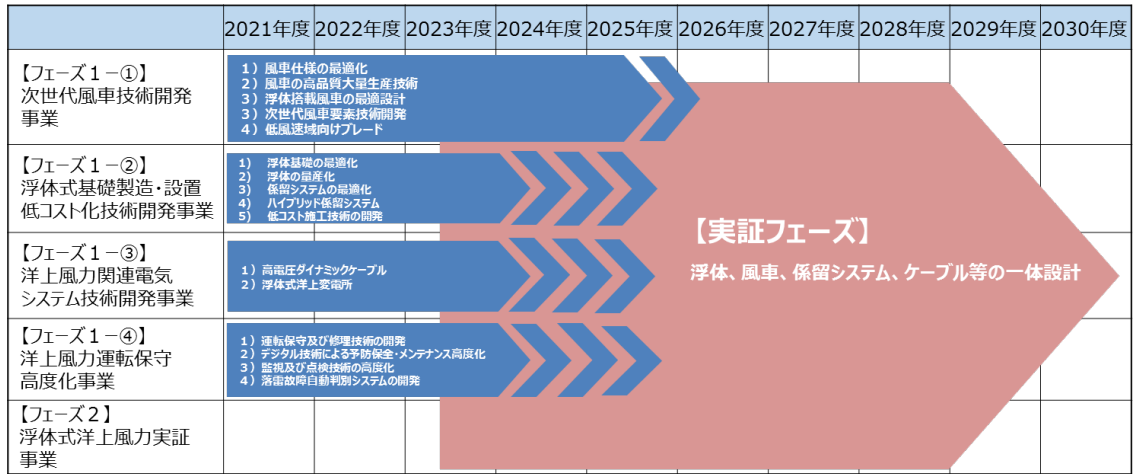 2021年度 2022年度 2023年度 2024年度 2025年度 2026年度 2027年度 2028年度 2029年度 2030年度
【フェーズ1-①】
次世代風車技術開発
事業
1）風車仕様の最適化
2）風車の高品質大量生産技術
3）浮体搭載風車の最適設計
3）次世代風車要素技術開発
4）低風速域向けブレード
【フェーズ1-②】
浮体式基礎製造・設置
低コスト化技術開発事業
1) 浮体基礎の最適化
2) 浮体の量産化
3) 係留システムの最適化
4) ハイブリッド係留システム
5) 低コスト施工技術の開発
【フェーズ1-③】
洋上風力関連電気
システム技術開発事業
1）高電圧ダイナミックケーブル
2）浮体式洋上変電所
【フェーズ1-④】
洋上風力運転保守
高度化事業
1）運転保守及び修理技術の開発
2）デジタル技術による予防保全・メンテナンス高度化
3）監視及び点検技術の高度化
4）落雷故障自動判別システムの開発
【フェーズ2】
浮体式洋上風力実証
事業
【実証フェーズ】
浮体、風車、係留システム、ケーブル等の一体設計